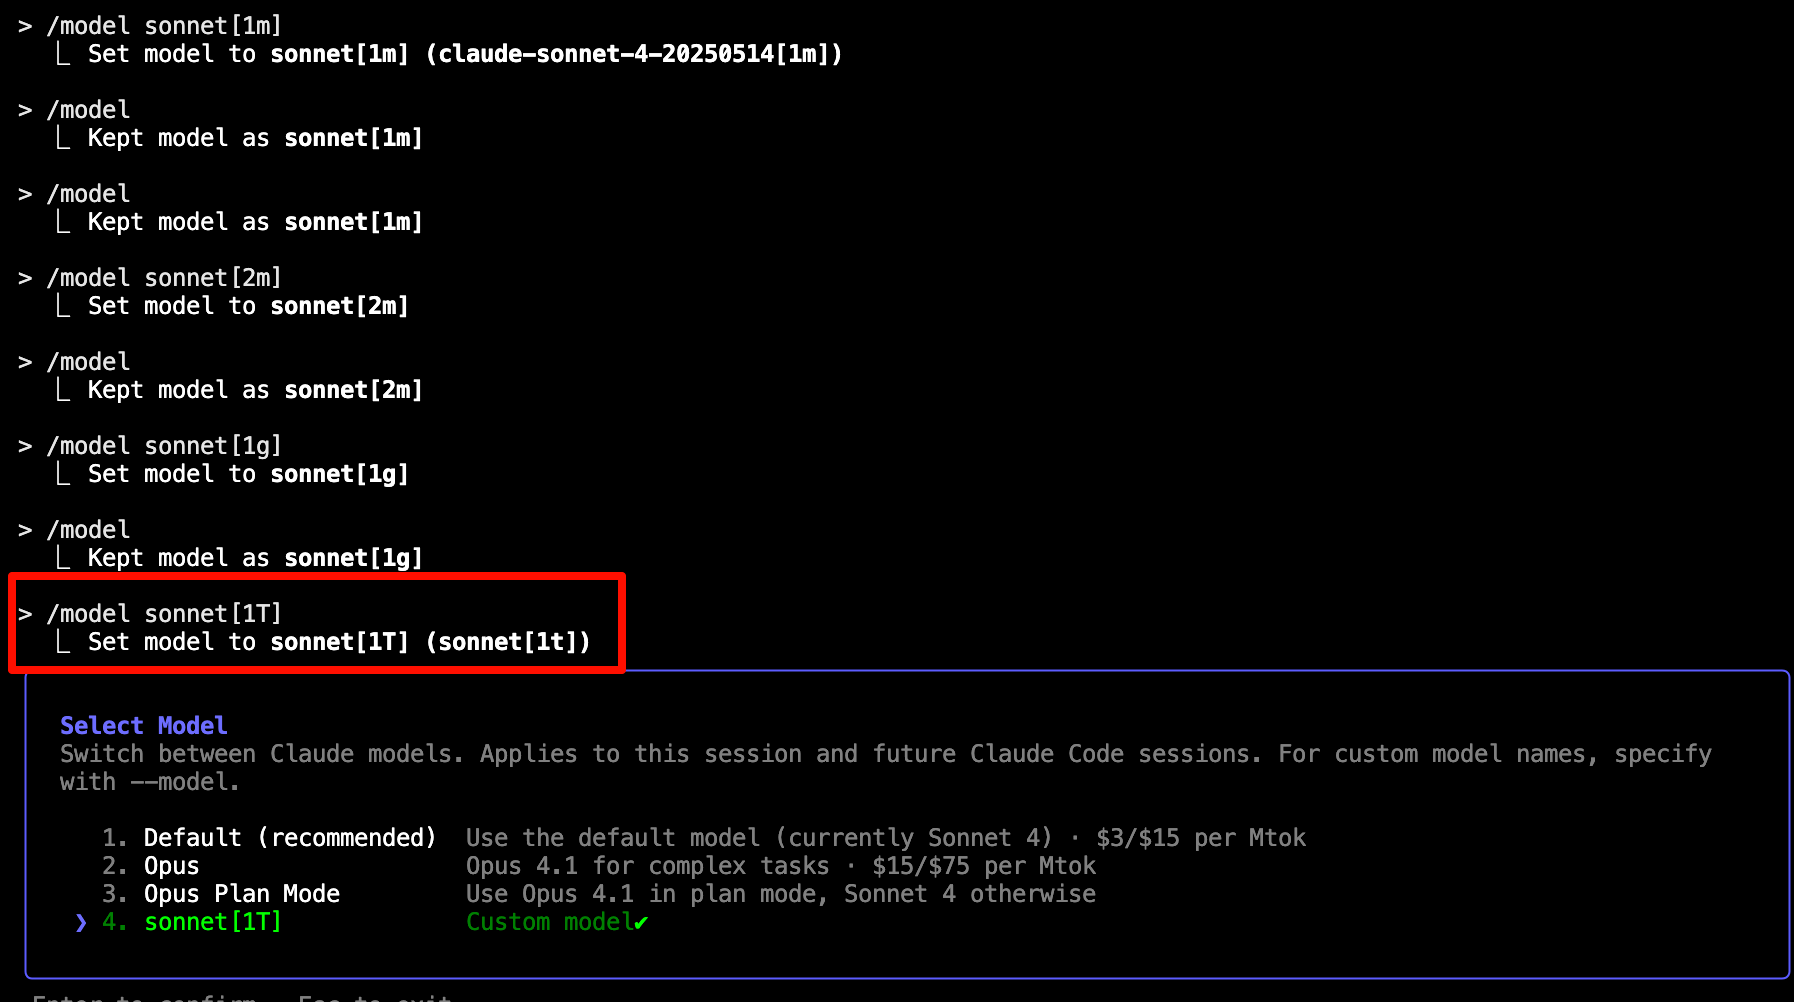 > /model sonnet[1m]
⎿ Set model to sonnet[1m] (claude-sonnet-4-20250514[1m])
> /model
⎿ Kept model as sonnet[1m]
> /model
⎿ Kept model as sonnet[1m]
> /model sonnet[2m]
⎿ Set model to sonnet[2m]
> /model
⎿ Kept model as sonnet[2m]
> /model sonnet[1g]
⎿ Set model to sonnet[1g]
> /model
⎿ Kept model as sonnet[1g]
> /model sonnet[1T]
⎿ Set model to sonnet[1T] (sonnet[1t])
Select Model
Switch between Claude models. Applies to this session and future Claude Code sessions. For custom model names, specify
with --model.
1. Default (recommended) Use the default model (currently Sonnet 4) · $3/$15 per Mtok
2. Opus Opus 4.1 for complex tasks · $15/$75 per Mtok
3. Opus Plan Mode Use Opus 4.1 in plan mode, Sonnet 4 otherwise
❯ 4. sonnet[1T] Custom model✔
Enter to confirm · Esc to exit